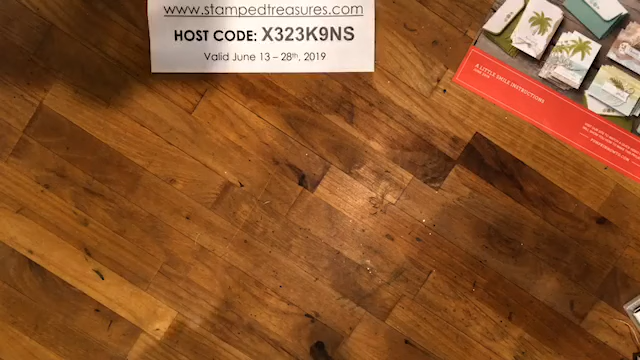 www.stampedtreasures.com
HOST CODE: X323K9NS
Valid June 13 – 28th, 2019
A LITTLE SMILE INSTRUCTIONS